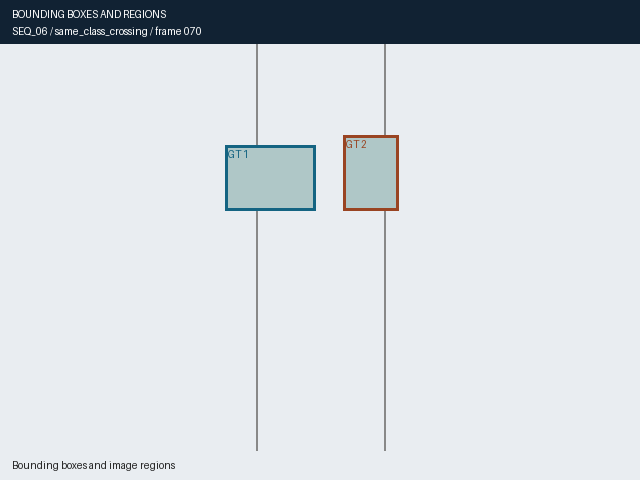 BOUNDING BOXES AND REGIONS
SEQ_06 / same_class_crossing / frame 070
GT1
GT2
Bounding boxes and image regions